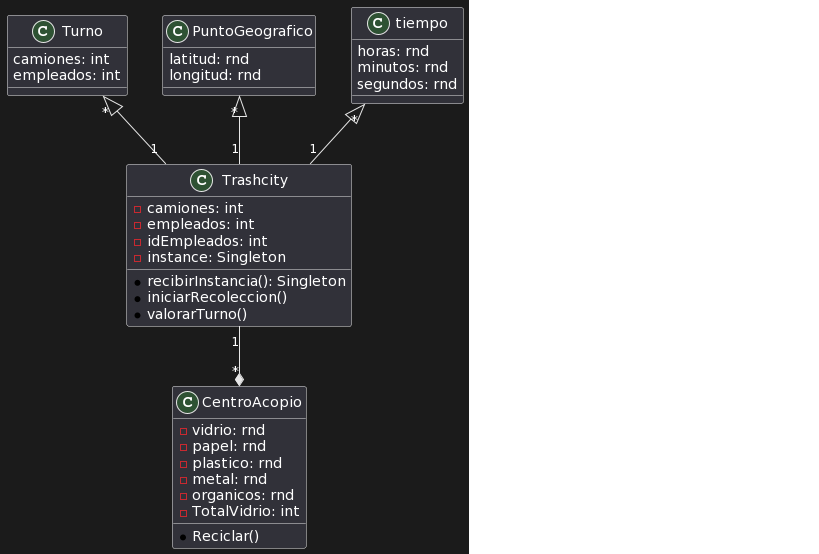 C Turno
camiones: int
empleados: int
C PuntoGeografico
latitud: rnd
longitud: rnd
C tiempo
horas: rnd
minutos: rnd
segundos: rnd
*
*
*
1
1
1
C Trashcity
camiones: int
empleados: int
idEmpleados: int
instance: Singleton
recibirInstancia(): Singleton
iniciarRecoleccion()
valorarTurno()
1
*
C CentroAcopio
vidrio: rnd
papel: rnd
plastico: rnd
metal: rnd
organicos: rnd
TotalVidrio: int
Reciclar()